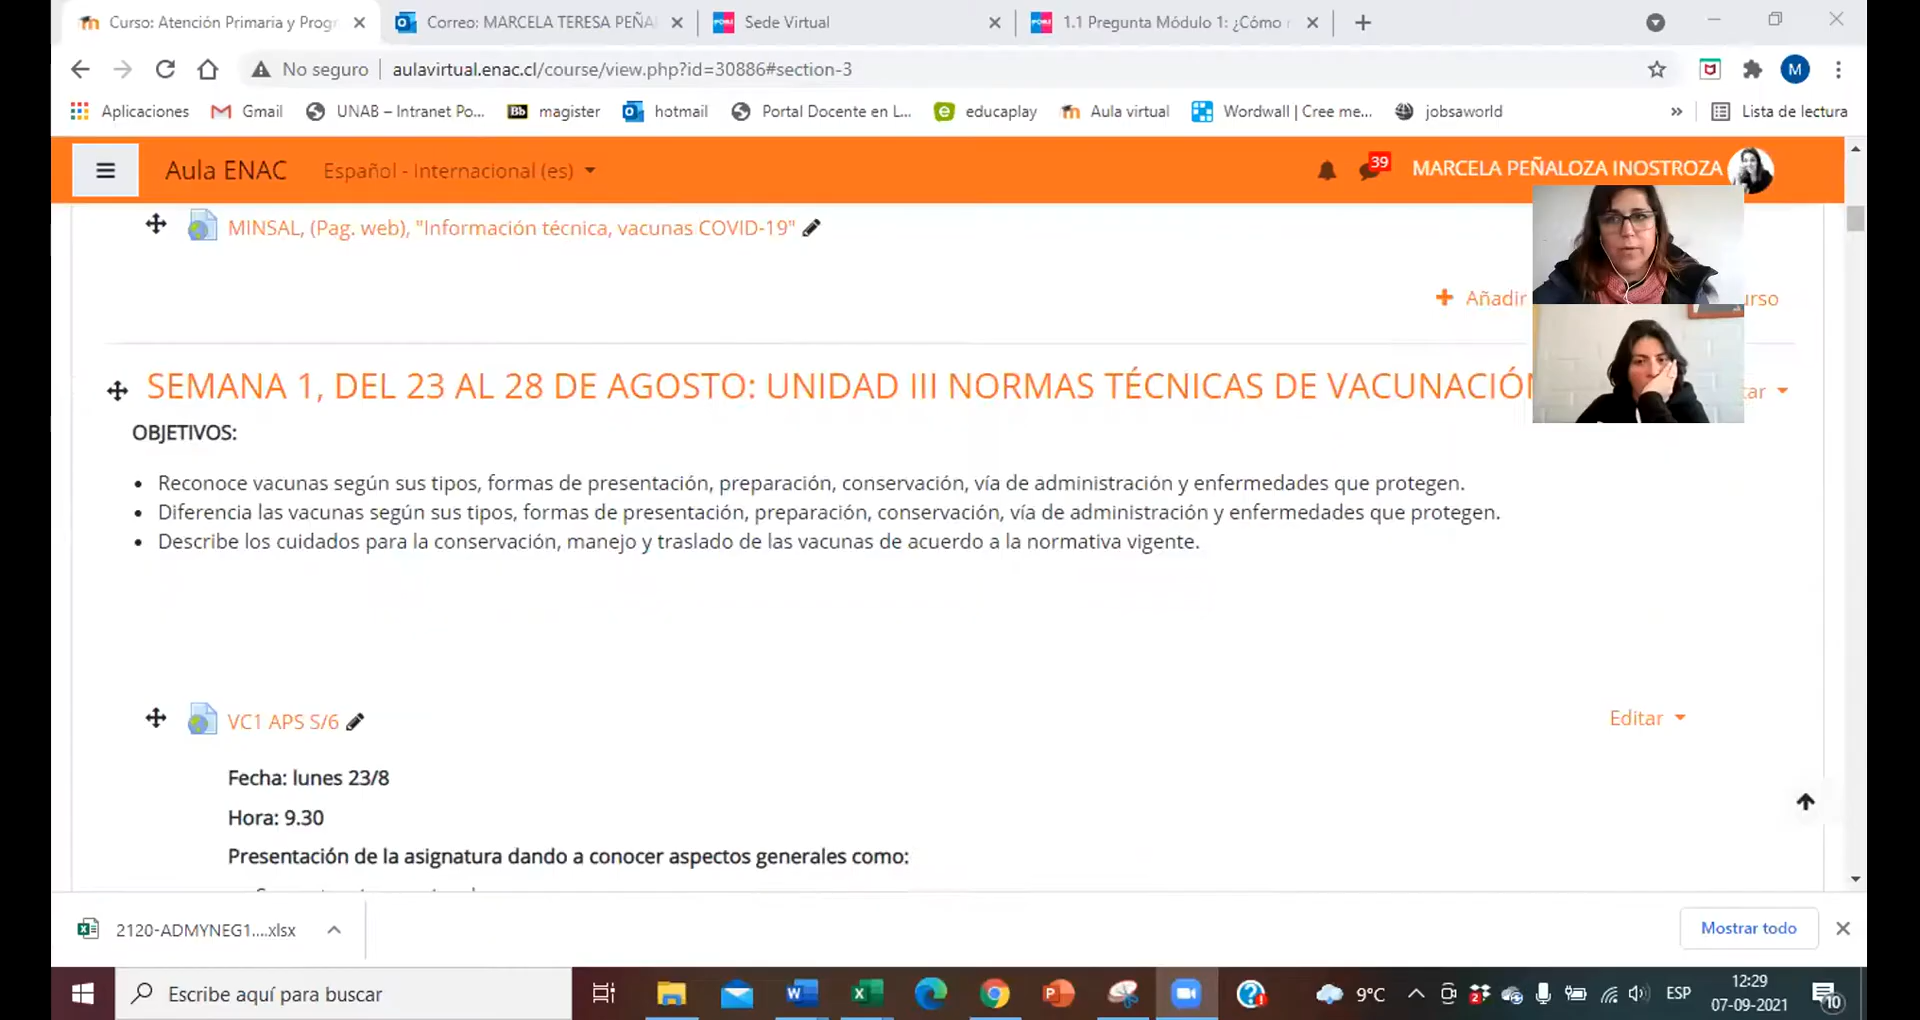 Curso: Atención Primaria y Prog
Correo: MARCELA TERESA PEÑA
Sede Virtual
1.1 Pregunta Módulo 1: ¿Cómo
No seguro
aulavirtual.enac.cl/course/view.php?id=30886#section-3
M
Aplicaciones
Gmail
UNAB – Intranet Po...
Bb
magister
hotmail
Portal Docente en L...
educaplay
Aula virtual
Wordwall | Cree me...
jobsaworld
»
Lista de lectura
Aula ENAC
Español - Internacional (es)
39
MARCELA PEÑALOZA INOSTROZA
MINSAL, (Pag. web), "Información técnica, vacunas COVID-19"
Añadir
urso
SEMANA 1, DEL 23 AL 28 DE AGOSTO: UNIDAD III NORMAS TÉCNICAS DE VACUNACIÓN
tar
OBJETIVOS:
• Reconoce vacunas según sus tipos, formas de presentación, preparación, conservación, vía de administración y enfermedades que protegen.
• Diferencia las vacunas según sus tipos, formas de presentación, preparación, conservación, vía de administración y enfermedades que protegen.
• Describe los cuidados para la conservación, manejo y traslado de las vacunas de acuerdo a la normativa vigente.
VC1 APS S/6
Editar
Fecha: lunes 23/8
Hora: 9.30
Presentación de la asignatura dando a conocer aspectos generales como:
2120-ADMYNEG1....xlsx
Mostrar todo
Escribe aquí para buscar
9°C
2
ESP
12:29
07-09-2021
10